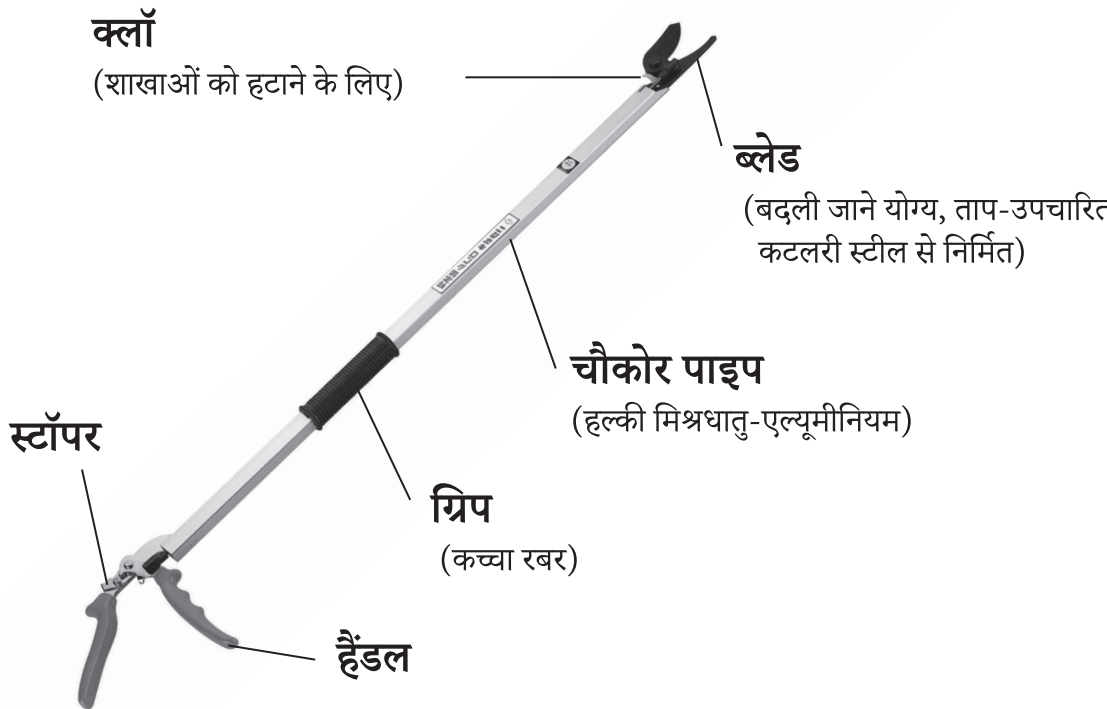 क्लॉ
(शाखाओं को हटाने के लिए)
ब्लेड
(बदली जाने योग्य, ताप-उपचारित
कटलरी स्टील से निर्मित)
चौकोर पाइप
(हल्की मिश्रधातु-एल्यूमीनियम)
स्टॉपर
ग्रिप
(कच्चा रबर)
हैंडल